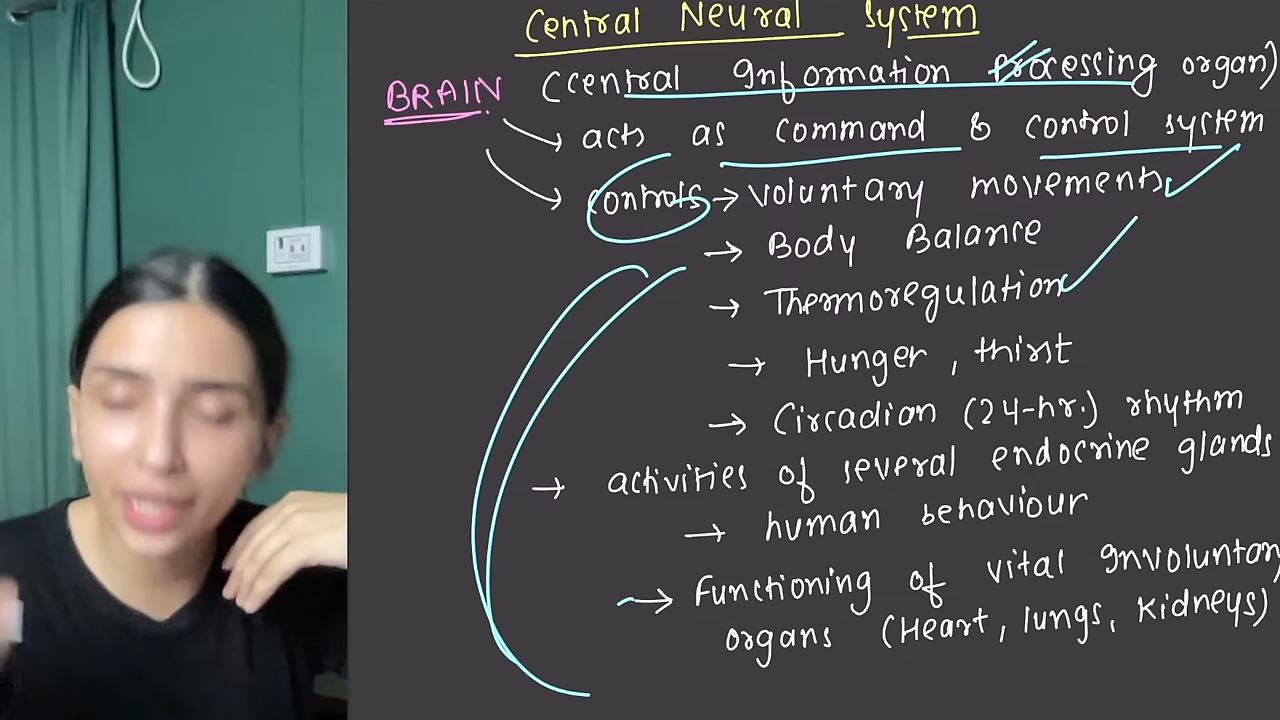 Central Neural System
BRAIN (central Information processing organ)
→ acts as command & control system
→ controls → voluntary movements
→ Body Balance
→ Thermoregulation
→ Hunger, thirst
→ Circadian (24-hr.) rhythm
→ activities of several endocrine glands
→ human behaviour
→ Functioning of vital Involuntary
organs (Heart, lungs, kidneys)